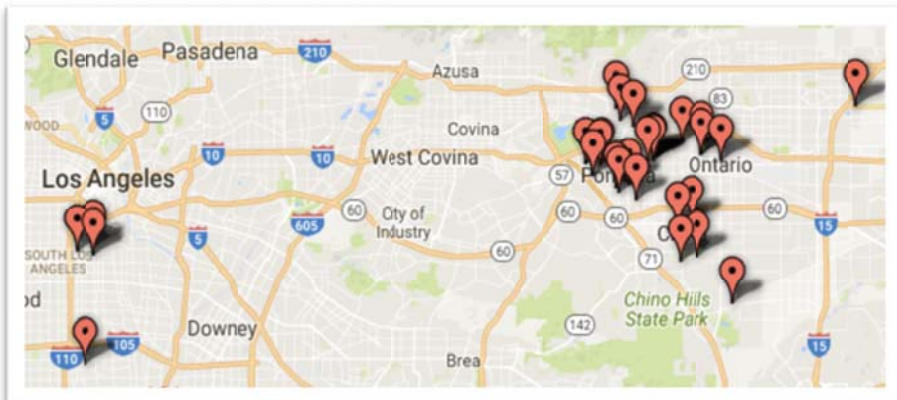 Glendale
Pasadena
210
Azusa
210
83
5
110
WOOD
Covina
10
10
West Covina
Los Angeles
57
Ontario
605
60
City of
Industry
60
60
60
5
15
SOUTH LOS
ANGELES
60
71
od
Chino Hills
State Park
Downey
142
110
105
15
Brea